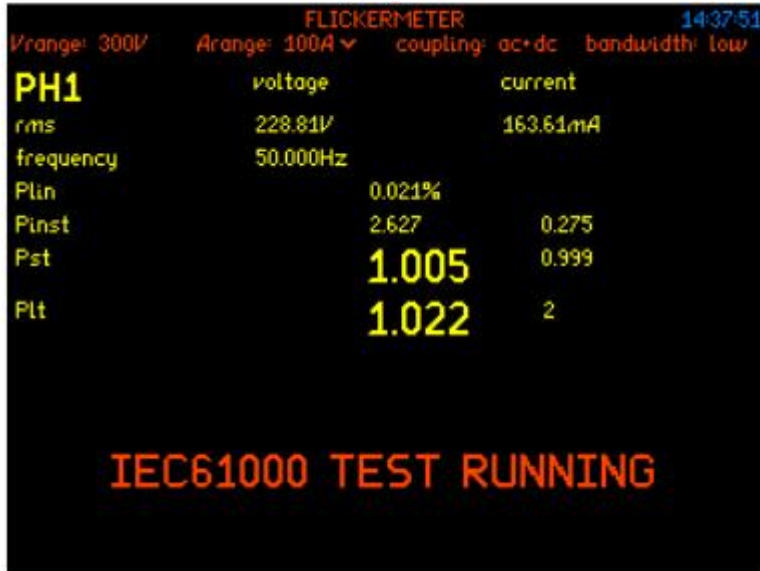 FLICKERMETER 14:37:51
Vrange: 300V Arange: 100A coupling: ac+dc bandwidth: low
PH1 voltage current
rms 228.81V 163.61mA
frequency 50.000Hz
Plin 0.021%
Pinst 2.627 0.275
Pst 1.005 0.999
Plt 1.022 2
IEC61000 TEST RUNNING